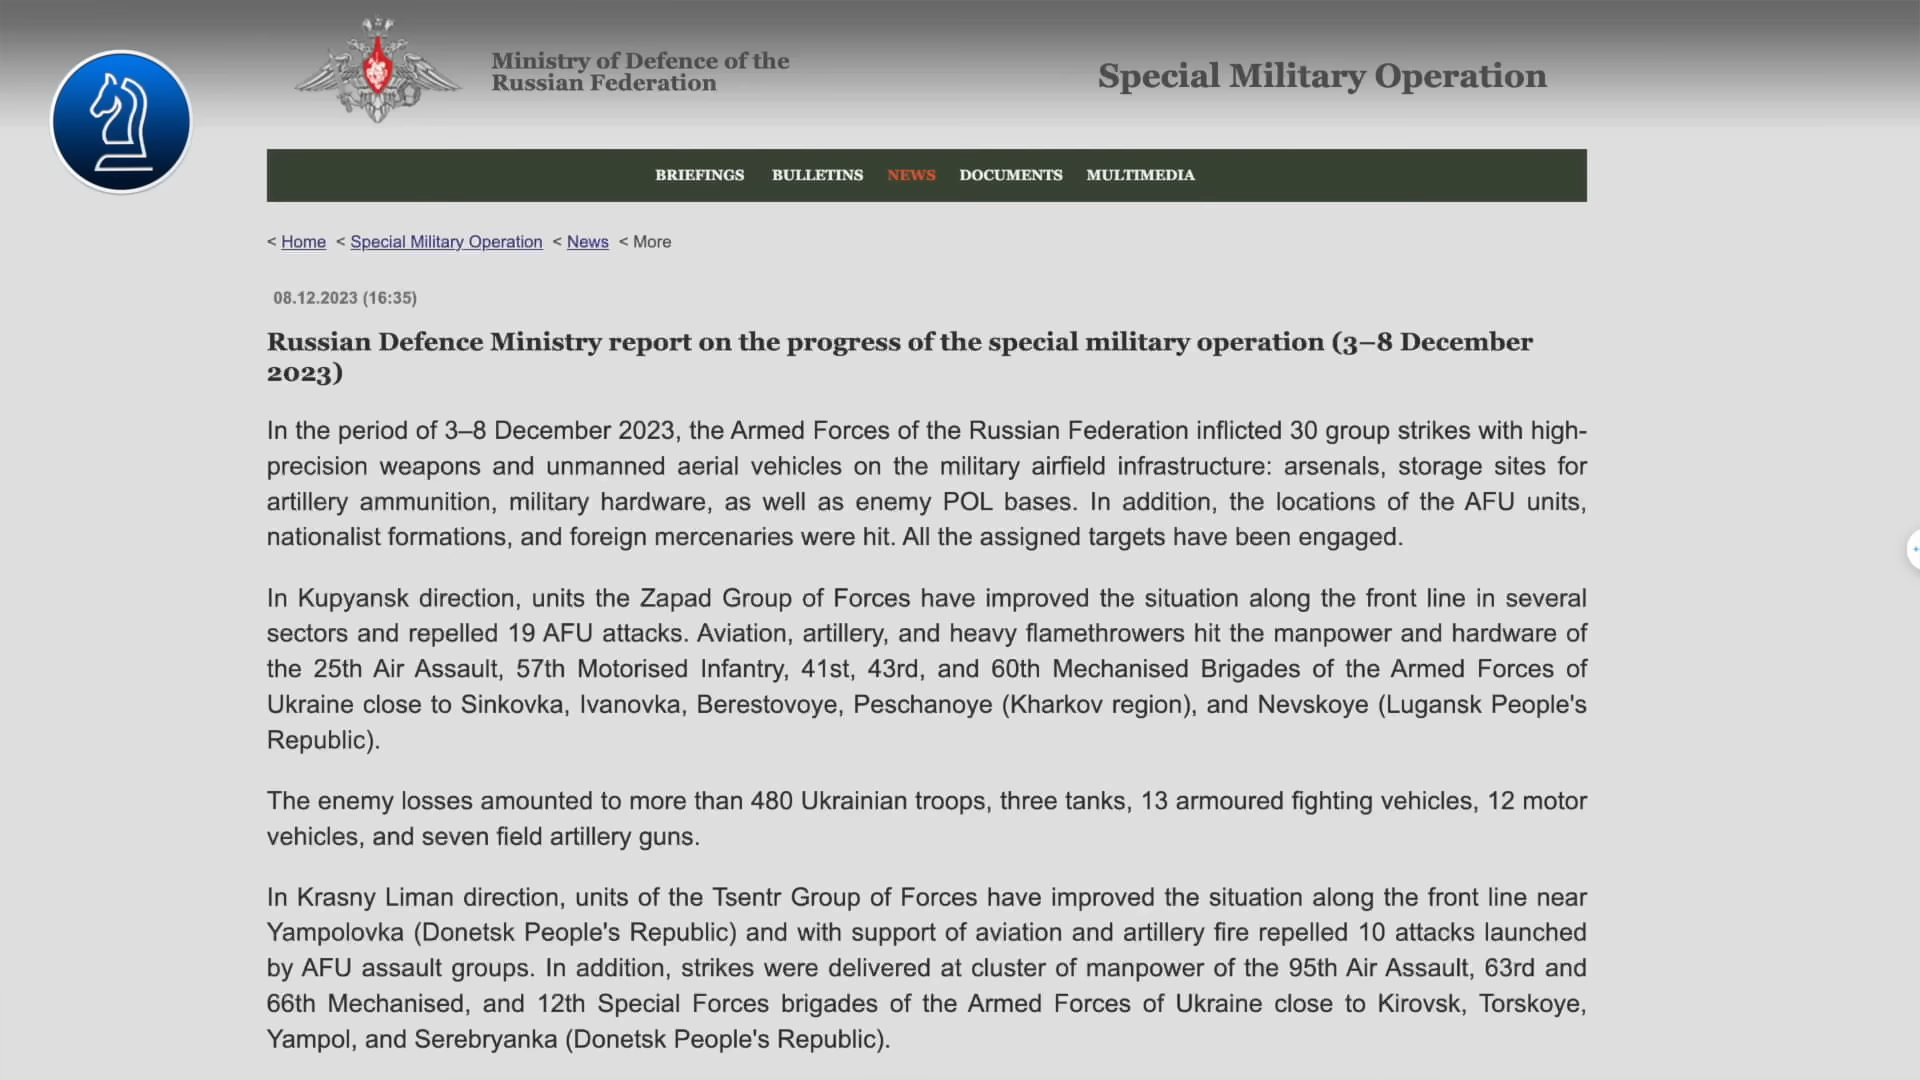 Ministry of Defence of the
Russian Federation
Special Military Operation
BRIEFINGS BULLETINS NEWS DOCUMENTS MULTIMEDIA
< Home < Special Military Operation < News < More
08.12.2023 (16:35)
Russian Defence Ministry report on the progress of the special military operation (3–8 December
2023)
In the period of 3–8 December 2023, the Armed Forces of the Russian Federation inflicted 30 group strikes with high-
precision weapons and unmanned aerial vehicles on the military airfield infrastructure: arsenals, storage sites for
artillery ammunition, military hardware, as well as enemy POL bases. In addition, the locations of the AFU units,
nationalist formations, and foreign mercenaries were hit. All the assigned targets have been engaged.
In Kupyansk direction, units the Zapad Group of Forces have improved the situation along the front line in several
sectors and repelled 19 AFU attacks. Aviation, artillery, and heavy flamethrowers hit the manpower and hardware of
the 25th Air Assault, 57th Motorised Infantry, 41st, 43rd, and 60th Mechanised Brigades of the Armed Forces of
Ukraine close to Sinkovka, Ivanovka, Berestovoye, Peschanoye (Kharkov region), and Nevskoye (Lugansk People's
Republic).
The enemy losses amounted to more than 480 Ukrainian troops, three tanks, 13 armoured fighting vehicles, 12 motor
vehicles, and seven field artillery guns.
In Krasny Liman direction, units of the Tsentr Group of Forces have improved the situation along the front line near
Yampolovka (Donetsk People's Republic) and with support of aviation and artillery fire repelled 10 attacks launched
by AFU assault groups. In addition, strikes were delivered at cluster of manpower of the 95th Air Assault, 63rd and
66th Mechanised, and 12th Special Forces brigades of the Armed Forces of Ukraine close to Kirovsk, Torskoye,
Yampol, and Serebryanka (Donetsk People's Republic).